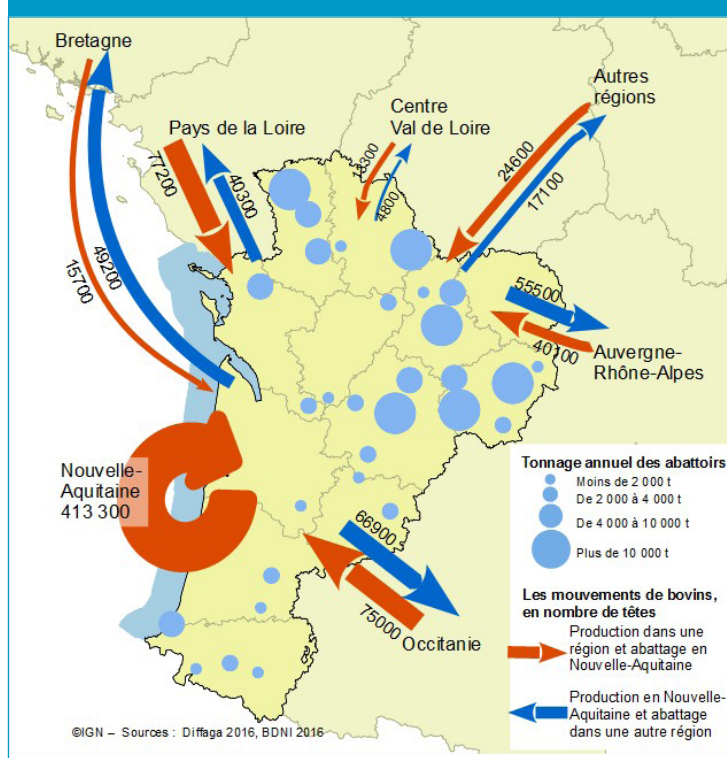 Bretagne
Autres
régions
Centre
Val de Loire
Pays de la Loire
77200
40300
13300
4800
24600
17100
49200
15700
55500
40100
Auvergne-
Rhône-Alpes
Nouvelle-
Aquitaine
413 300
66900
75000
Occitanie
Tonnage annuel des abattoirs
Moins de 2 000 t
De 2 000 à 4 000 t
De 4 000 à 10 000 t
Plus de 10 000 t
Les mouvements de bovins,
en nombre de têtes
Production dans une
région et abattage en
Nouvelle-Aquitaine
Production en Nouvelle-
Aquitaine et abattage
dans une autre région
©IGN – Sources : Diffaga 2016, BDNI 2016